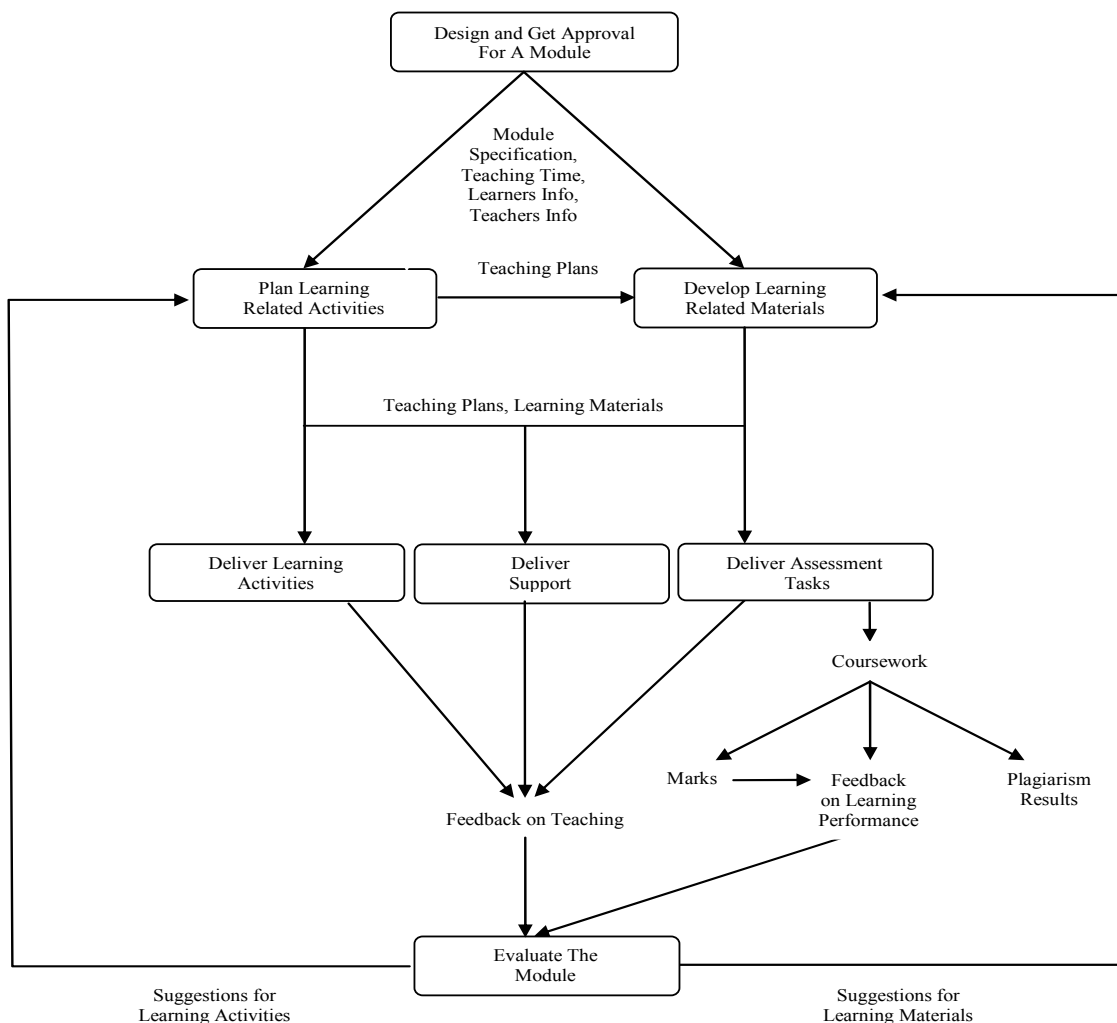 Design and Get Approval
For A Module
Module
Specification,
Teaching Time,
Learners Info,
Teachers Info
Teaching Plans
Plan Learning
Related Activities
Develop Learning
Related Materials
Teaching Plans, Learning Materials
Deliver Learning
Activities
Deliver
Support
Deliver Assessment
Tasks
Coursework
Marks
Feedback
on Learning
Performance
Plagiarism
Results
Feedback on Teaching
Evaluate The
Module
Suggestions for
Learning Activities
Suggestions for
Learning Materials